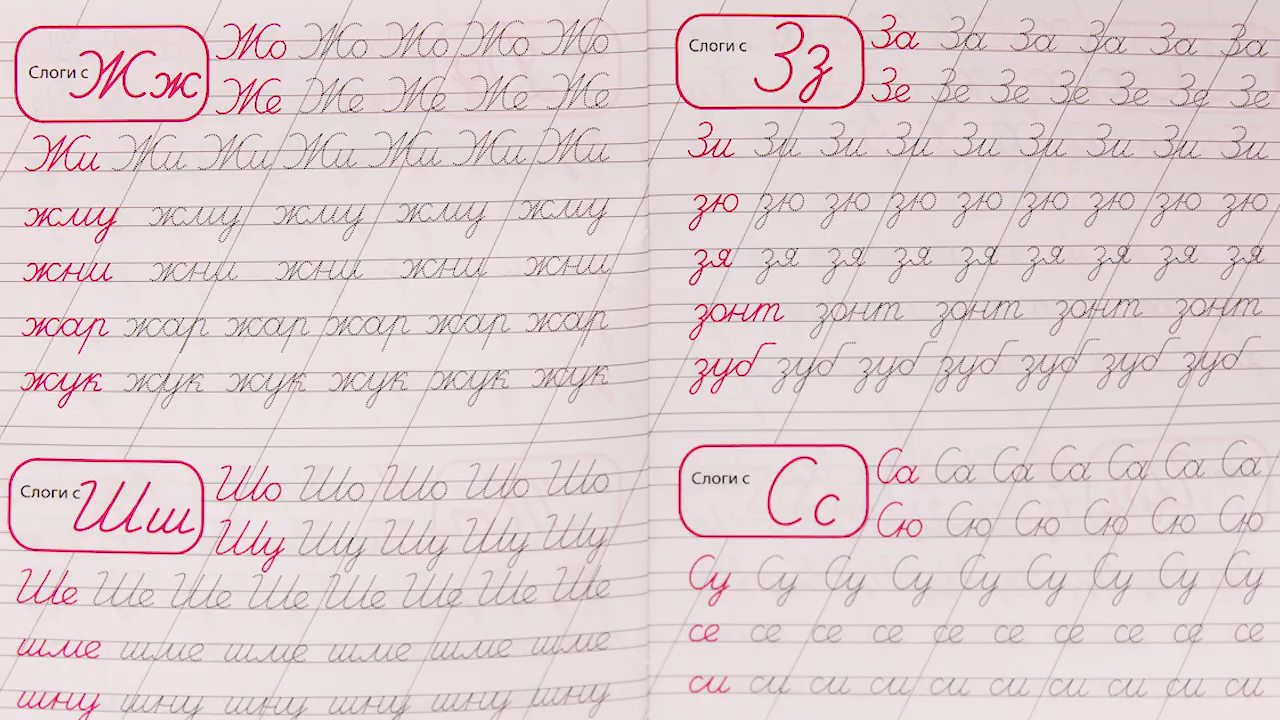 Слоги с Жж
Жо Жо Жо Жо Жо
Же Же Же Же Же
Жи Жи Жи Жи Жи Жи Жи
жму жму жму жму жму
жни жни жни жни жни
жар жар жар жар жар жар
жук жук жук жук жук жук
Слоги с Шш
Шо Шо Шо Шо Шо
Шу Шу Шу Шу Шу
Ше Ше Ше Ше Ше Ше Ше Ше
шме шме шме шме шме шме
шну шну шну шну шну шну
Слоги с Зз
За За За За За За
Зе Зе Зе Зе Зе Зе Зе
Зи Зи Зи Зи Зи Зи Зи Зи Зи
зю зю зю зю зю зю зю зю зю
зя зя зя зя зя зя зя зя зя
зонт зонт зонт зонт зонт
зуб зуб зуб зуб зуб зуб зуб
Слоги с Сс
Са Са Са Са Са Са Са
Сю Сю Сю Сю Сю Сю
Су Су Су Су Су Су Су Су Су
се се се се се се се се се се
си си си си си си си си си си